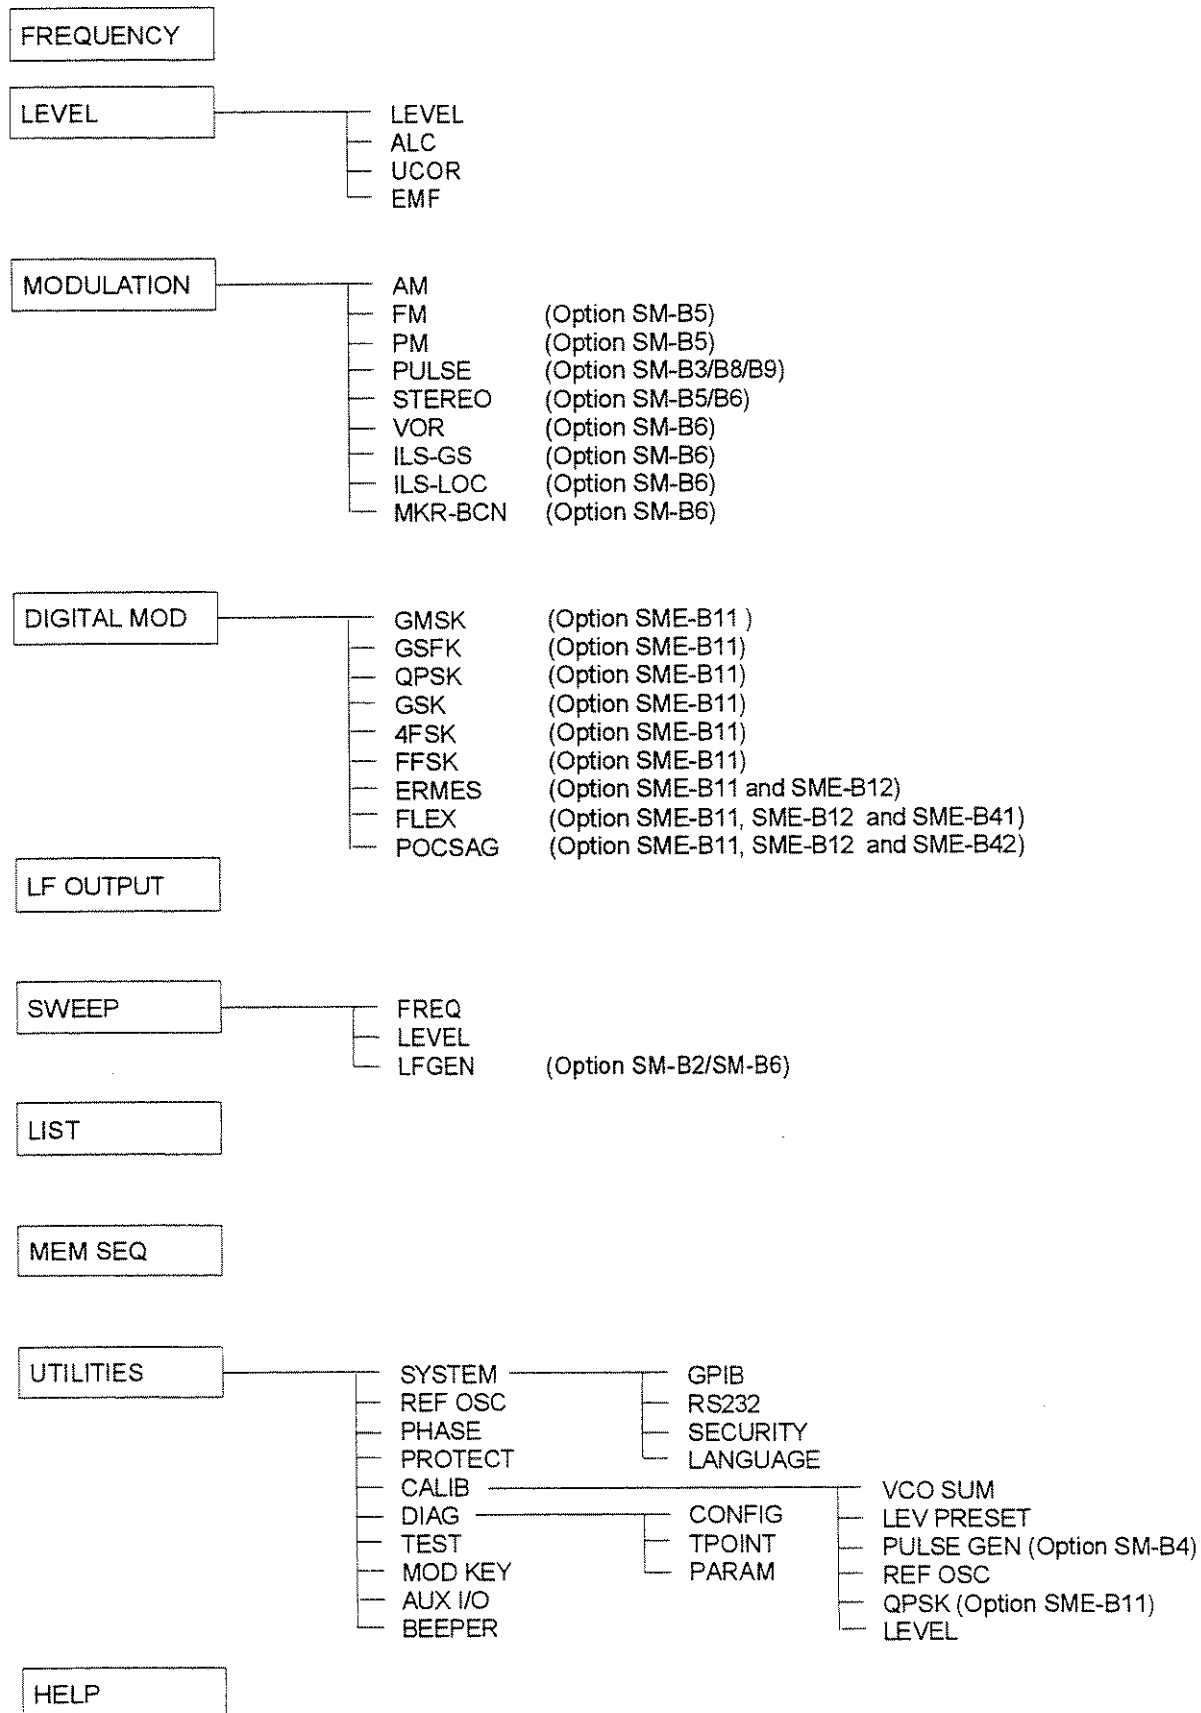 FREQUENCY
LEVEL LEVEL
ALC
UCOR
EMF
MODULATION AM
FM (Option SM-B5)
PM (Option SM-B5)
PULSE (Option SM-B3/B8/B9)
STEREO (Option SM-B5/B6)
VOR (Option SM-B6)
ILS-GS (Option SM-B6)
ILS-LOC (Option SM-B6)
MKR-BCN (Option SM-B6)
DIGITAL MOD GMSK (Option SME-B11 )
GSFK (Option SME-B11)
QPSK (Option SME-B11)
GSK (Option SME-B11)
4FSK (Option SME-B11)
FFSK (Option SME-B11)
ERMES (Option SME-B11 and SME-B12)
FLEX (Option SME-B11, SME-B12 and SME-B41)
POCSAG (Option SME-B11, SME-B12 and SME-B42)
LF OUTPUT
SWEEP FREQ
LEVEL
LFGEN (Option SM-B2/SM-B6)
LIST
MEM SEQ
UTILITIES SYSTEM GPIB
REF OSC RS232
PHASE SECURITY
PROTECT LANGUAGE
CALIB VCO SUM
DIAG CONFIG LEV PRESET
TEST TPOINT PULSE GEN (Option SM-B4)
MOD KEY PARAM REF OSC
AUX I/O QPSK (Option SME-B11)
BEEPER LEVEL
HELP